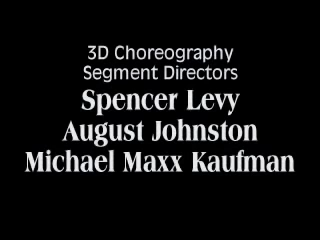 3D Choreography
Segment Directors
Spencer Levy
August Johnston
Michael Maxx Kaufman